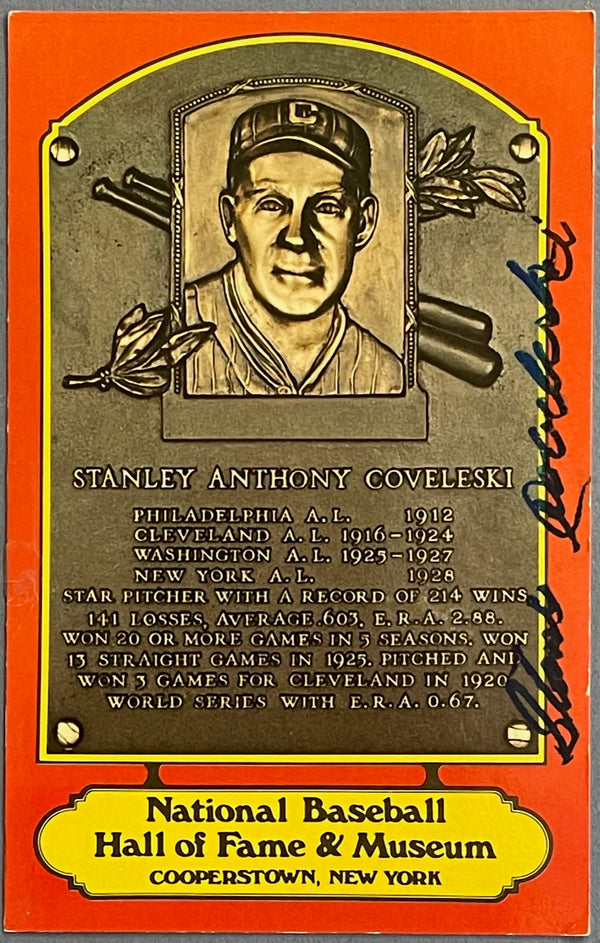 C
STANLEY ANTHONY COVELESKI
PHILADELPHIA A.L. 1912
CLEVELAND A.L. 1916-1924
WASHINGTON A.L. 1925-1927
NEW YORK A.L. 1928
STAR PITCHER WITH A RECORD OF 214 WINS,
141 LOSSES, AVERAGE .603, E.R.A. 2.88.
WON 20 OR MORE GAMES IN 5 SEASONS. WON
13 STRAIGHT GAMES IN 1925. PITCHED AND
WON 3 GAMES FOR CLEVELAND IN 1920
WORLD SERIES WITH E.R.A. 0.67.
Stan Coveleski
National Baseball
Hall of Fame & Museum
COOPERSTOWN, NEW YORK